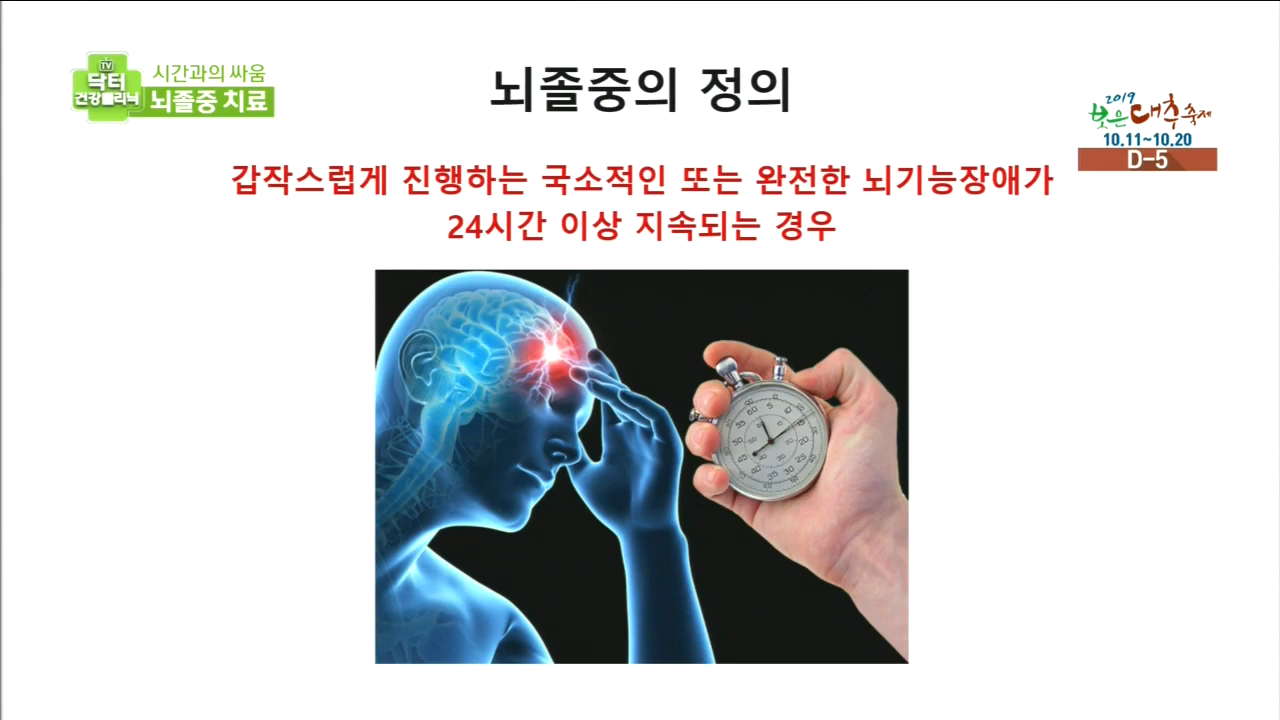 TV
닥터
건강클리닉
시간과의 싸움
뇌졸중 치료
뇌졸중의 정의
2019
보은대추축제
10.11~10.20
D-5
갑작스럽게 진행하는 국소적인 또는 완전한 뇌기능장애가
24시간 이상 지속되는 경우